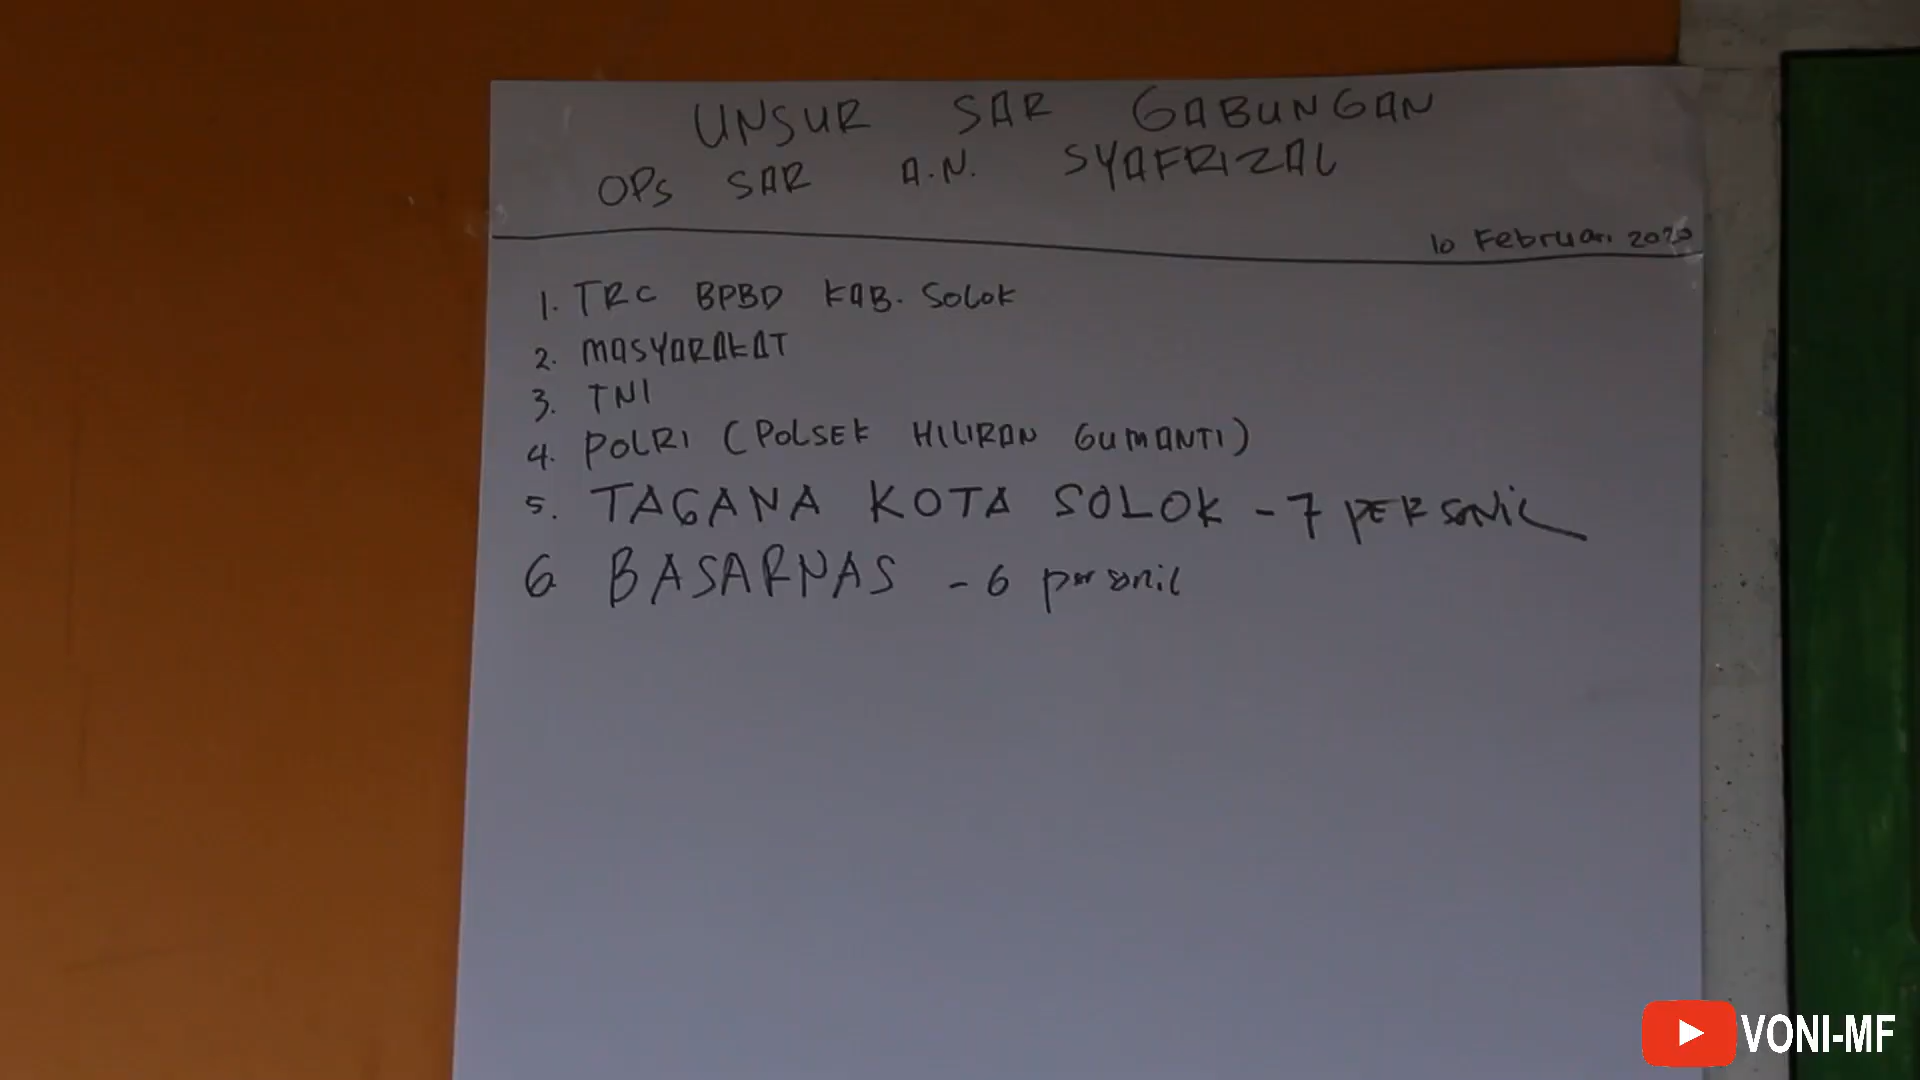 UNSUR SAR GABUNGAN
OPS SAR A.N. SYAFRIZAL
10 Februari 2020
1. TRC BPBD KAB. SOLOK
2. MASYARAKAT
3. TNI
4. POLRI (POLSEK HILIRAN GUMANTI)
5. TAGANA KOTA SOLOK - 7 PERSONIL
6 BASARNAS - 6 personil
VONI-MF